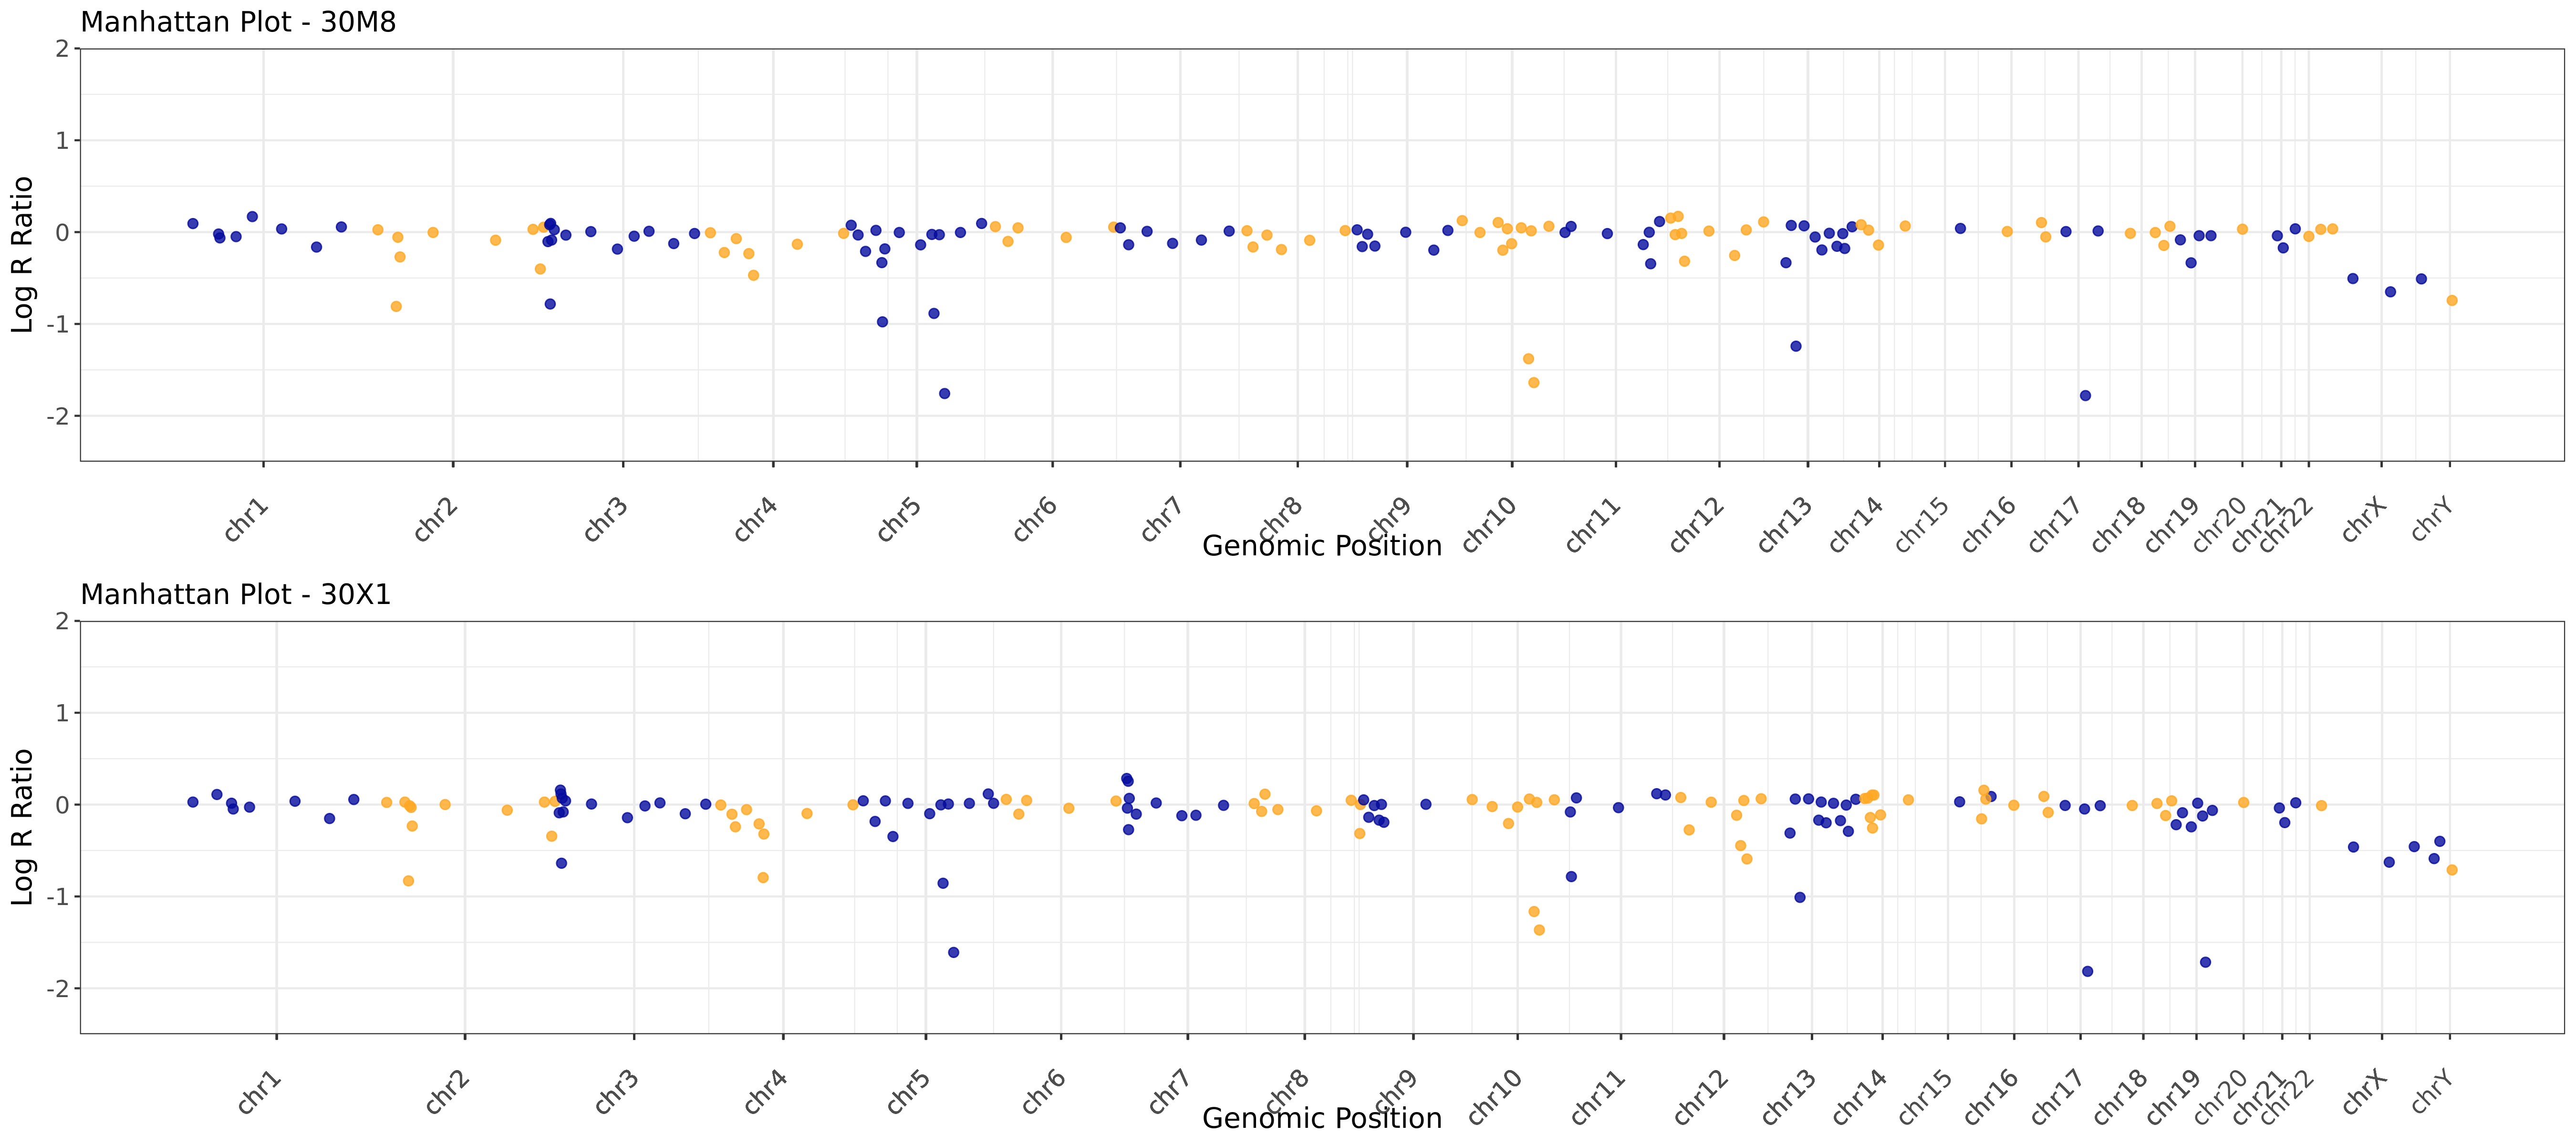 Manhattan Plot - 30M8
Log R Ratio
2
1
0
-1
-2
chr1 chr2 chr3 chr4 chr5 chr6 chr7 chr8 chr9 chr10 chr11 chr12 chr13 chr14 chr15 chr16 chr17 chr18 chr19 chr20 chr21 chr22 chrX chrY
Genomic Position
Manhattan Plot - 30X1
Log R Ratio
2
1
0
-1
-2
chr1 chr2 chr3 chr4 chr5 chr6 chr7 chr8 chr9 chr10 chr11 chr12 chr13 chr14 chr15 chr16 chr17 chr18 chr19 chr20 chr21 chr22 chrX chrY
Genomic Position